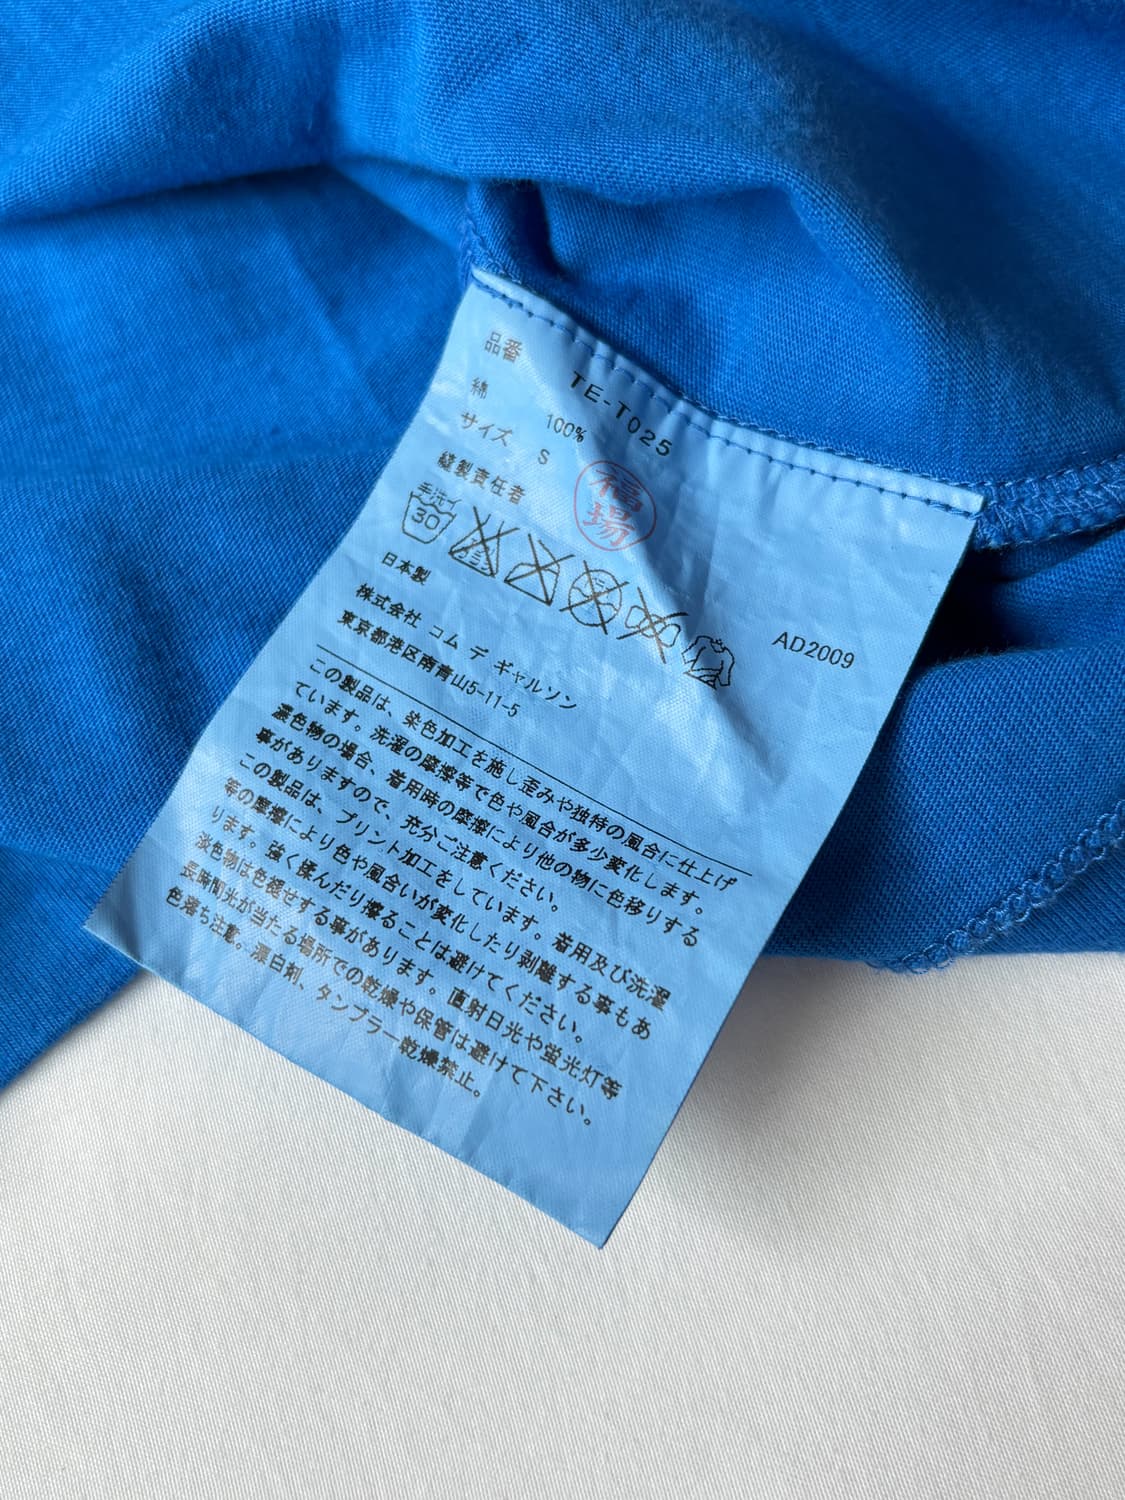 品番 TE-T025
綿 100%
サイズ S
縫製責任者 福場
手洗イ 30
日本製 AD2009
株式会社 コム デ ギャルソン
東京都港区南青山5-11-5
この製品は、染色加工を施し歪みや独特の風合に仕上げ
ています。洗濯の摩擦等で色や風合が多少変化します。
濃色物の場合、着用時の摩擦により他の物に色移りする
事がありますので、充分ご注意ください。
この製品は、プリント加工をしています。着用及び洗濯
等の摩擦により色や風合いが変化したり剥離する事もあ
ります。強く揉んだり擦ることは避けてください。
淡色物は色褪せする事があります。直射日光や蛍光灯等
長時間光が当たる場所での乾燥や保管は避けて下さい。
色落ち注意。漂白剤、タンブラー乾燥禁止。